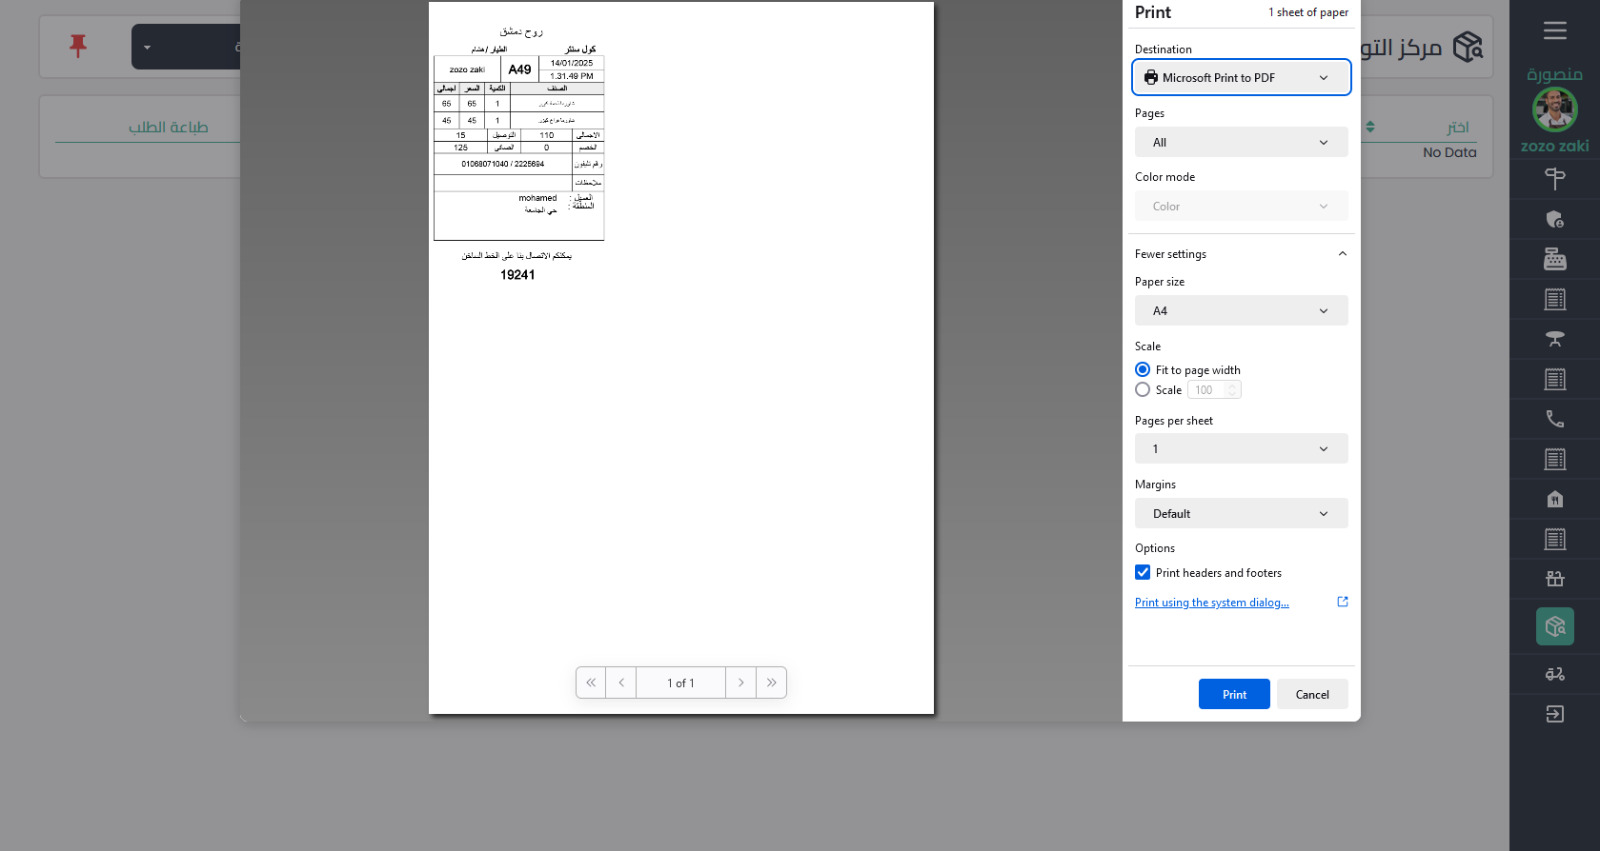 روح دمشق
كول سنتر
الطيار / هشام
14/01/2025
1.31.49 PM
A49
zozo zaki
الصنف
الكمية
السعر
اجمالي
1
65
65
1
45
45
الاجمالى
110
التوصيل
15
الخصم
0
الصافى
125
رقم تليفون
01068071040 / 2225694
ملاحظات
العميل :
mohamed
المنطقة :
حي الجامعة
يمكنكم الاتصال بنا على الخط الساخن
19241
1 of 1
Print
1 sheet of paper
Destination
Microsoft Print to PDF
Pages
All
Color mode
Color
Fewer settings
Paper size
A4
Scale
Fit to page width
Scale
100
Pages per sheet
1
Margins
Default
Options
Print headers and footers
Print using the system dialog...
Print
Cancel
طباعة الطلب
مركز التو
اختر
No Data
منصورة
zozo zaki